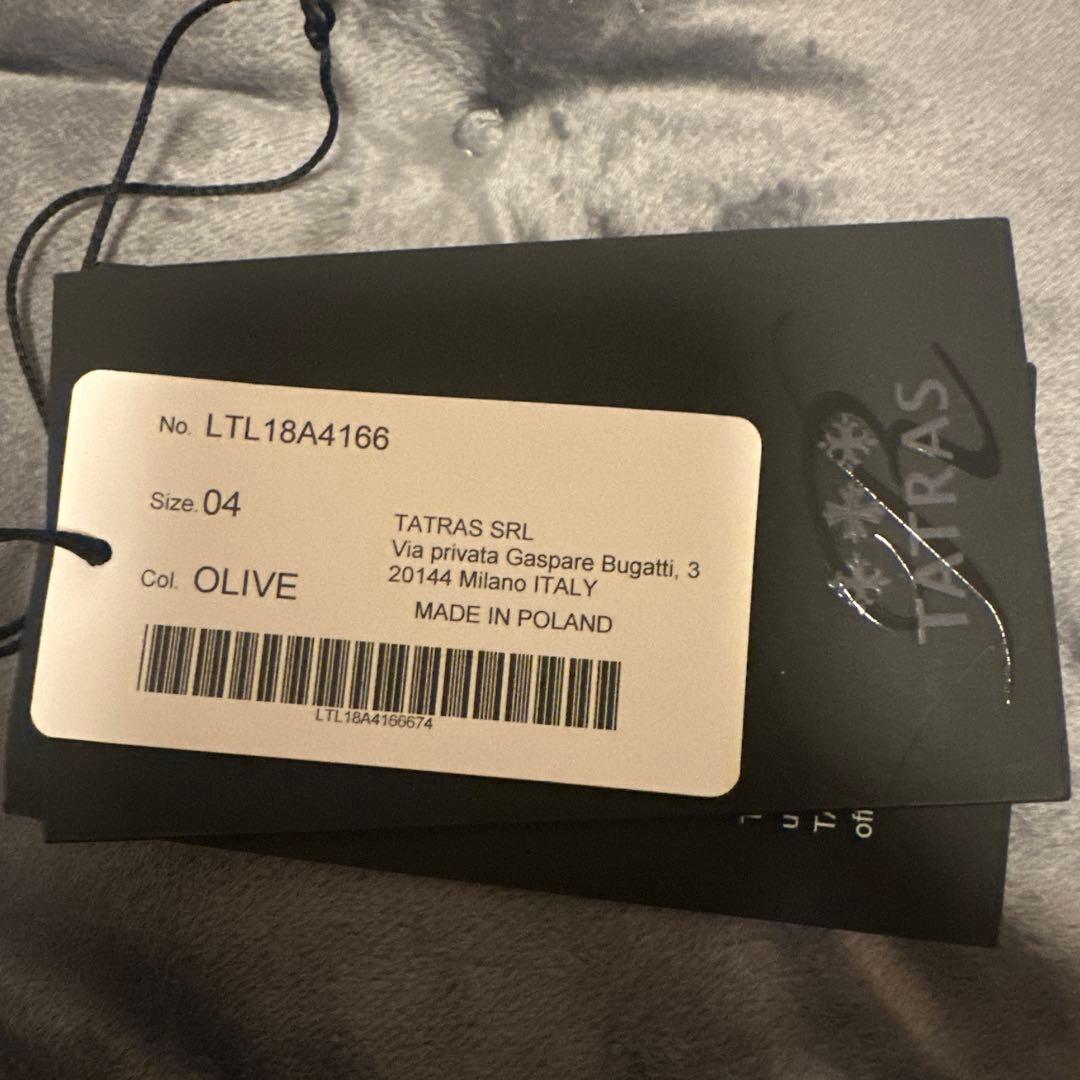 No. LTL18A4166
Size. 04
Col. OLIVE
TATRAS SRL
Via privata Gaspare Bugatti, 3
20144 Milano ITALY
MADE IN POLAND
LTL18A4166674
TATRAS